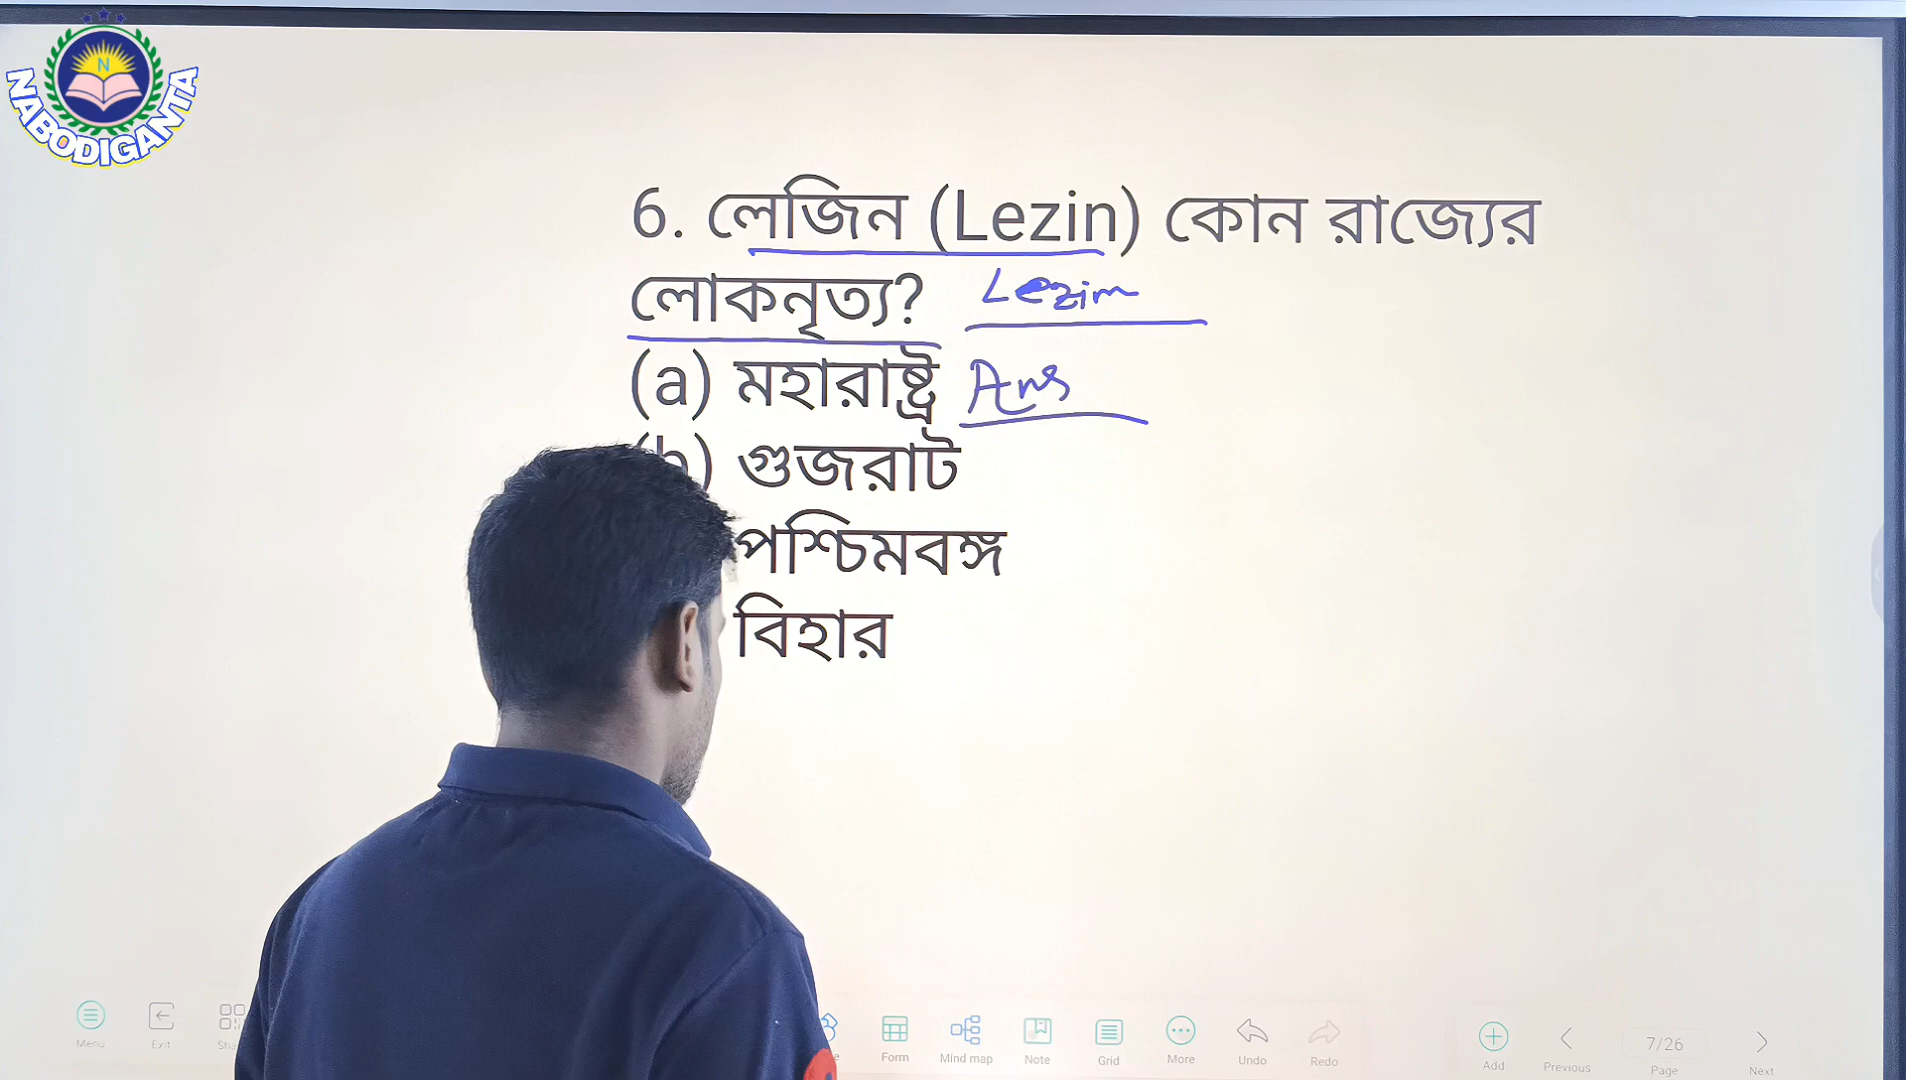 N
NABODIGANTA
6. লেজিন (Lezin) কোন রাজ্যের
লোকনৃত্য? Lezim
(a) মহারাষ্ট্র Ans
(b) গুজরাট
পশ্চিমবঙ্গ
বিহার
Menu Exit Sha Form Mind map Note Grid More Undo Redo Add Previous 7/26 Page Next